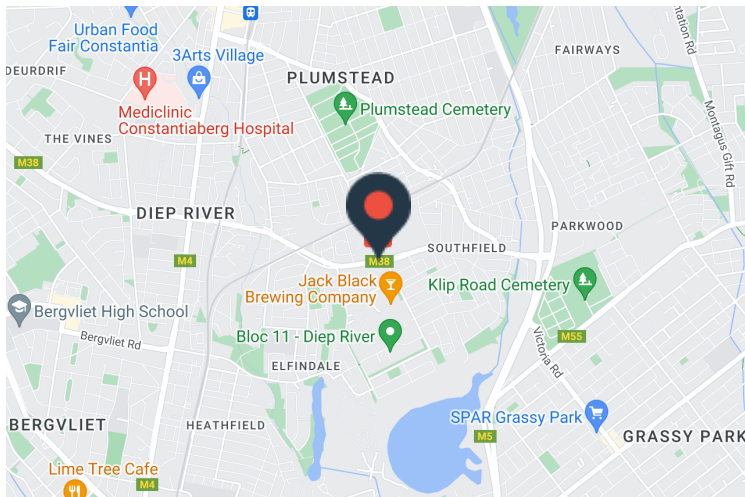 Urban Food
Fair Constantia
3Arts Village
FAIRWAYS
DEURDRIF
PLUMSTEAD
H
Mediclinic
Constantiaberg Hospital
Plumstead Cemetery
Montagus Gift Rd
THE VINES
M38
DIEP RIVER
PARKWOOD
SOUTHFIELD
M4
M38
Jack Black
Brewing Company
Klip Road Cemetery
Bergvliet High School
Bergvliet Rd
Bloc 11 - Diep River
M55
Victoria Rd
ELFINDALE
BERGVLIET
HEATHFIELD
SPAR Grassy Park
M5
GRASSY PARK
Lime Tree Cafe
M4